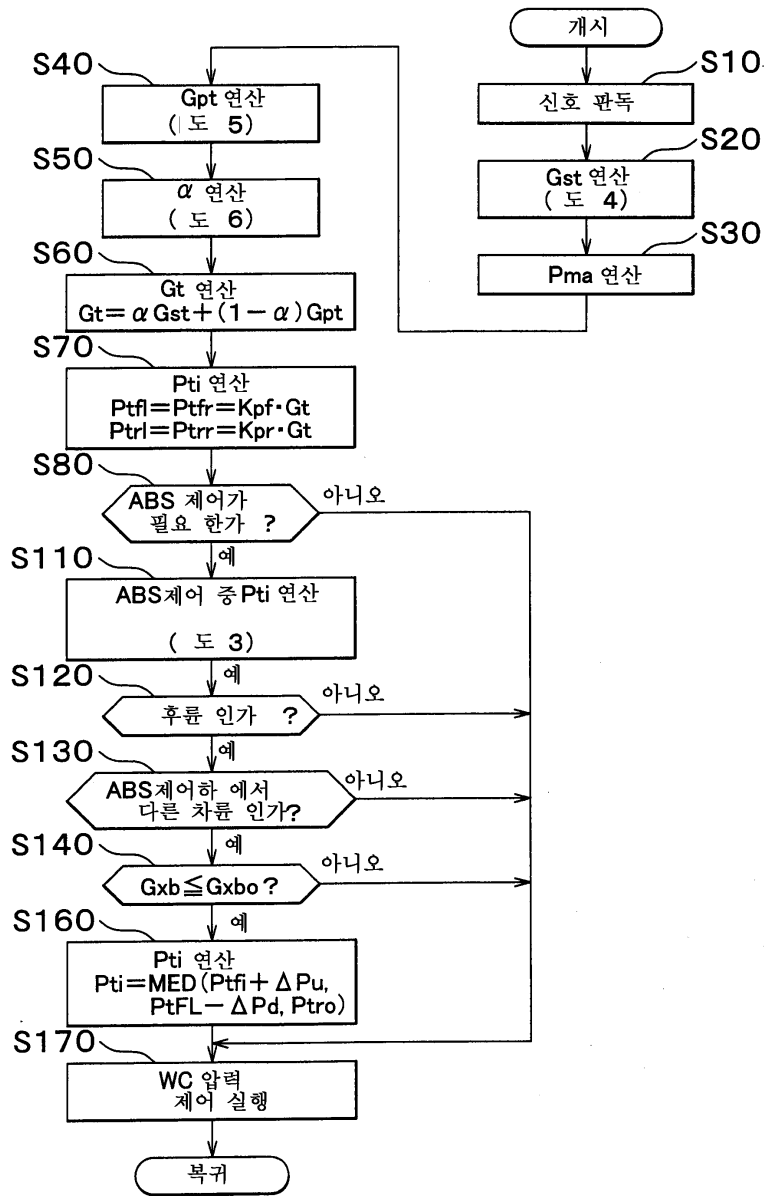 개시
S10
신호 판독
S20
Gst 연산
( 도 4)
S30
Pma 연산
S40
Gpt 연산
( 도 5)
S50
α 연산
( 도 6)
S60
Gt 연산
Gt= αGst+(1-α)Gpt
S70
Pti 연산
Ptfl=Ptfr=Kpf·Gt
Ptrl=Ptrr=Kpr·Gt
S80
ABS 제어가
필요 한가 ?
아니오
예
S110
ABS제어 중Pti 연산
( 도 3)
예
S120
후륜 인가 ?
아니오
예
S130
ABS제어하 에서
다른 차륜 인가?
아니오
예
S140
Gxb≦Gxbo ?
아니오
예
S160
Pti 연산
Pti=MED(Ptfi+ΔPu,
PtFL-ΔPd, Ptro)
S170
WC 압력
제어 실행
복귀